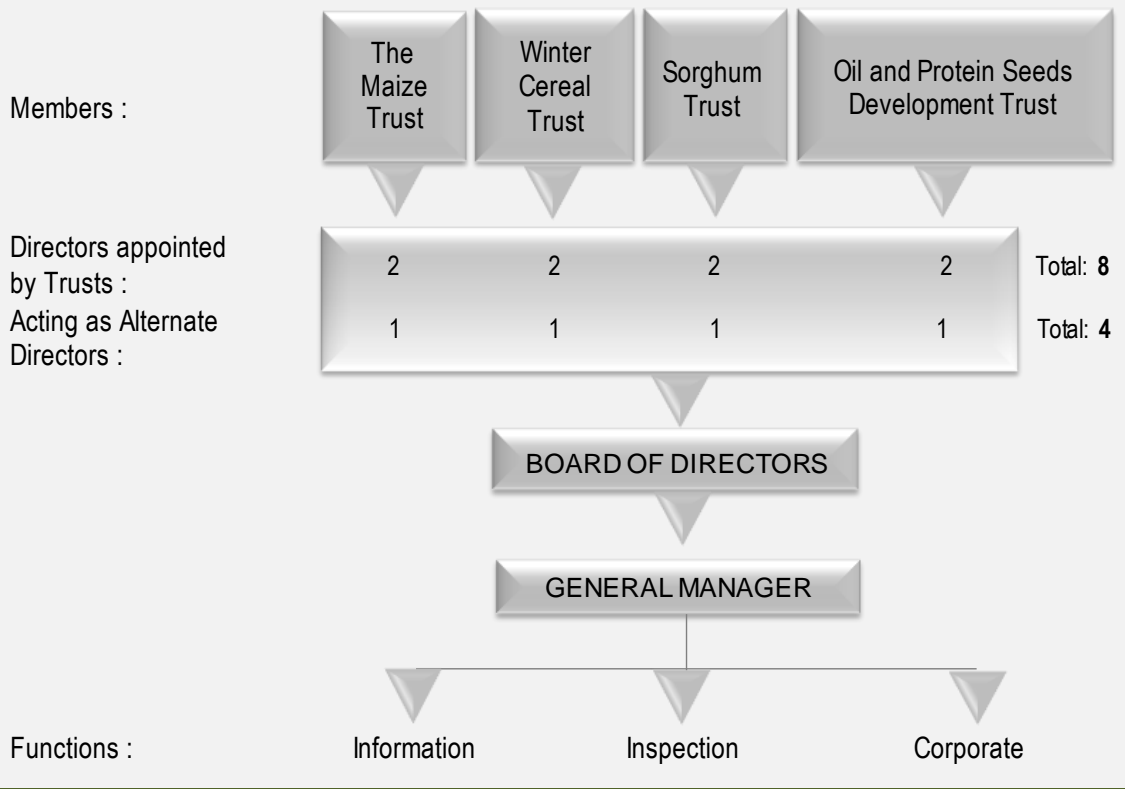 Members :
The
Maize
Trust
Winter
Cereal
Trust
Sorghum
Trust
Oil and Protein Seeds
Development Trust
Directors appointed
by Trusts :
2 2 2 2 Total: 8
Acting as Alternate
Directors :
1 1 1 1 Total: 4
BOARD OF DIRECTORS
GENERAL MANAGER
Functions : Information Inspection Corporate